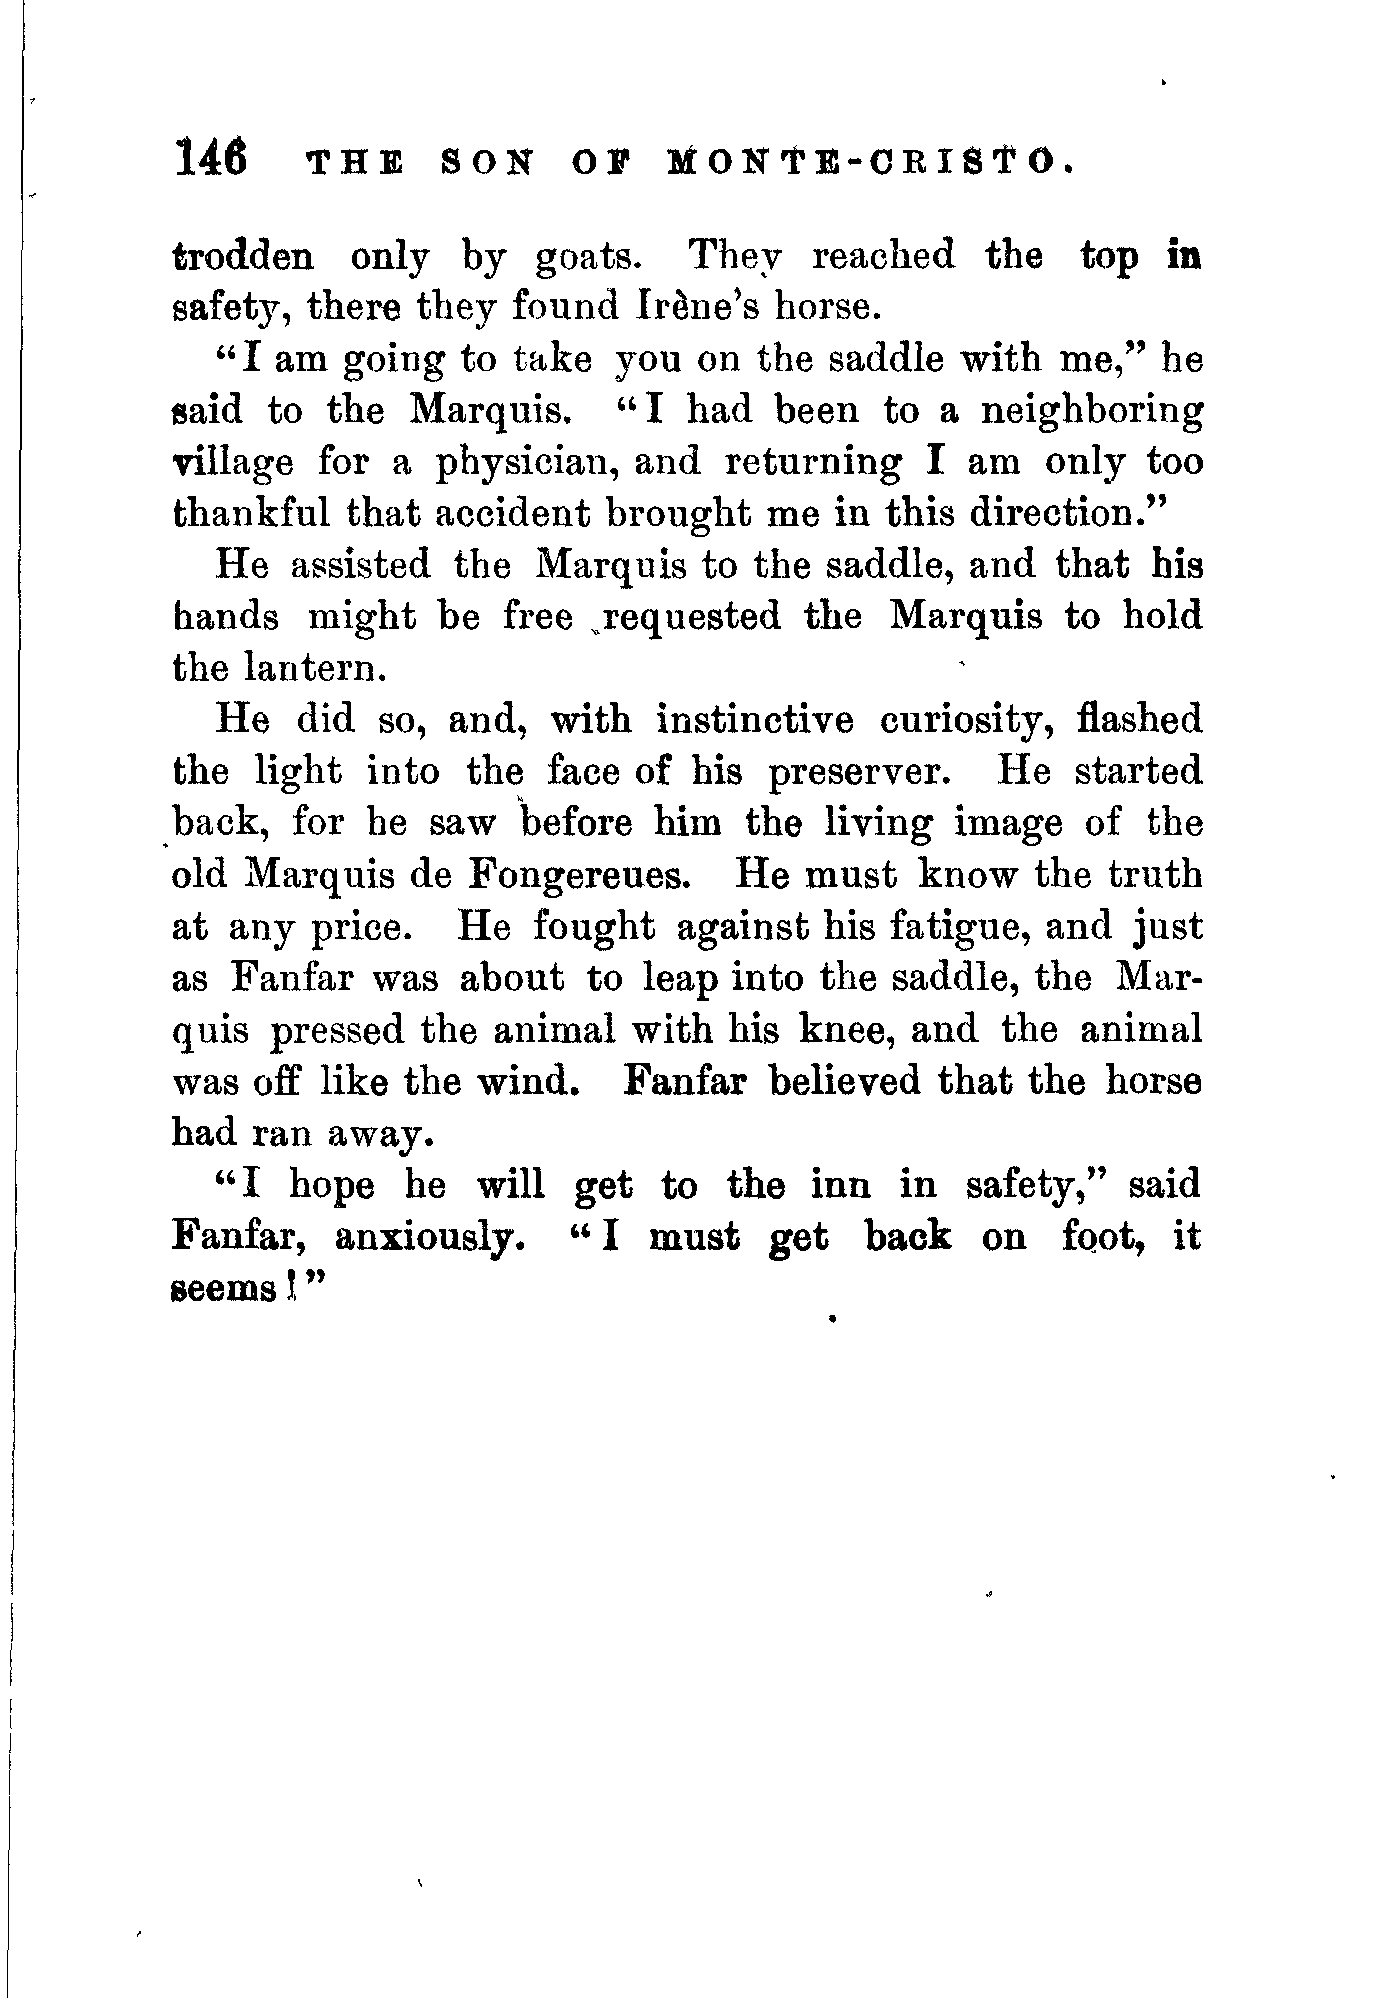 146 THE SON OF MONTE-CRISTO.
trodden only by goats. They reached the top in
safety, there they found Irène's horse.
“I am going to take you on the saddle with me,” he
said to the Marquis. “I had been to a neighboring
village for a physician, and returning I am only too
thankful that accident brought me in this direction.”
He assisted the Marquis to the saddle, and that his
hands might be free requested the Marquis to hold
the lantern.
He did so, and, with instinctive curiosity, flashed
the light into the face of his preserver. He started
back, for he saw before him the living image of the
old Marquis de Fongereues. He must know the truth
at any price. He fought against his fatigue, and just
as Fanfar was about to leap into the saddle, the Mar-
quis pressed the animal with his knee, and the animal
was off like the wind. Fanfar believed that the horse
had ran away.
“I hope he will get to the inn in safety,” said
Fanfar, anxiously. “I must get back on foot, it
seems!”